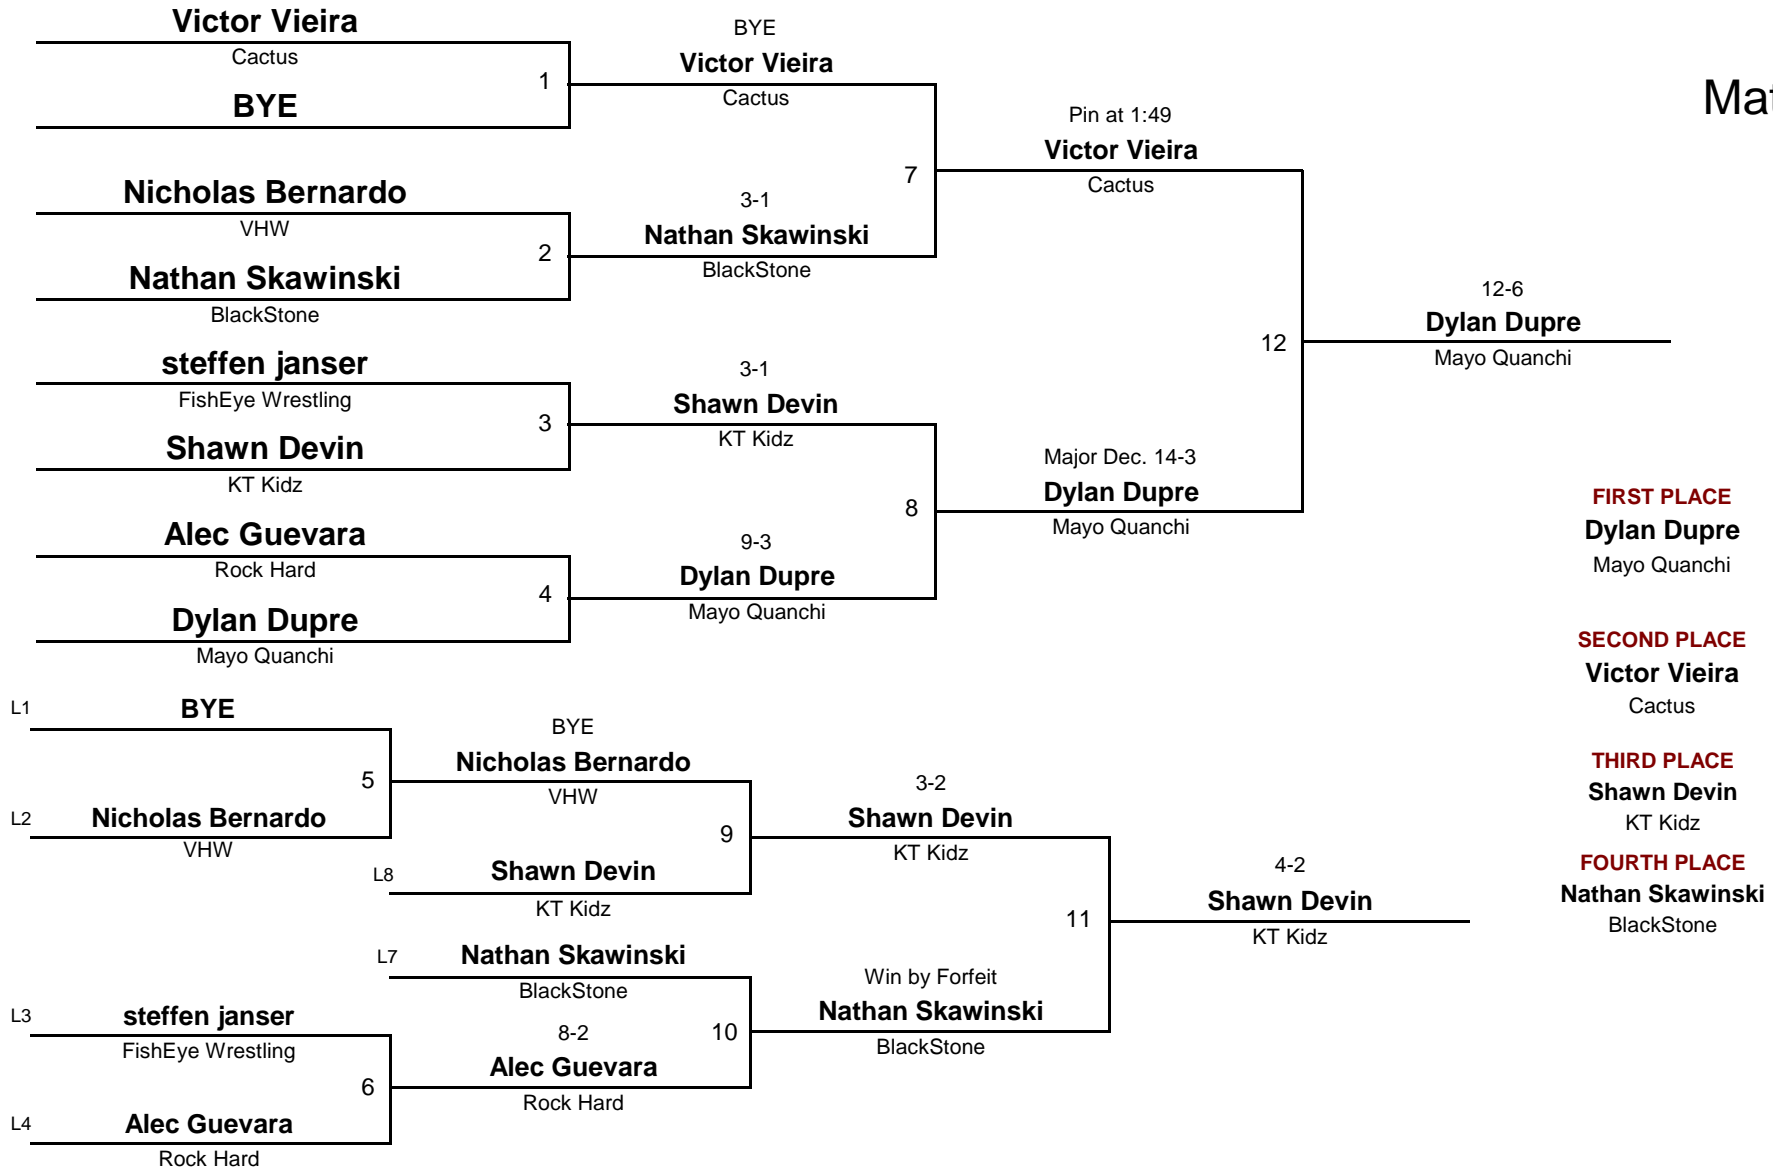 Victor Vieira
Cactus
1
BYE
BYE
Victor Vieira
Cactus
Nicholas Bernardo
VHW
2
Nathan Skawinski
BlackStone
3-1
Nathan Skawinski
BlackStone
7
Pin at 1:49
Victor Vieira
Cactus
steffen janser
FishEye Wrestling
3
Shawn Devin
KT Kidz
3-1
Shawn Devin
KT Kidz
Alec Guevara
Rock Hard
4
Dylan Dupre
Mayo Quanchi
9-3
Dylan Dupre
Mayo Quanchi
8
Major Dec. 14-3
Dylan Dupre
Mayo Quanchi
12
12-6
Dylan Dupre
Mayo Quanchi
FIRST PLACE
Dylan Dupre
Mayo Quanchi
SECOND PLACE
Victor Vieira
Cactus
THIRD PLACE
Shawn Devin
KT Kidz
FOURTH PLACE
Nathan Skawinski
BlackStone
L1
BYE
5
L2
Nicholas Bernardo
VHW
BYE
Nicholas Bernardo
VHW
9
L8
Shawn Devin
KT Kidz
3-2
Shawn Devin
KT Kidz
L7
Nathan Skawinski
BlackStone
10
L3
steffen janser
FishEye Wrestling
6
L4
Alec Guevara
Rock Hard
8-2
Alec Guevara
Rock Hard
Win by Forfeit
Nathan Skawinski
BlackStone
11
4-2
Shawn Devin
KT Kidz